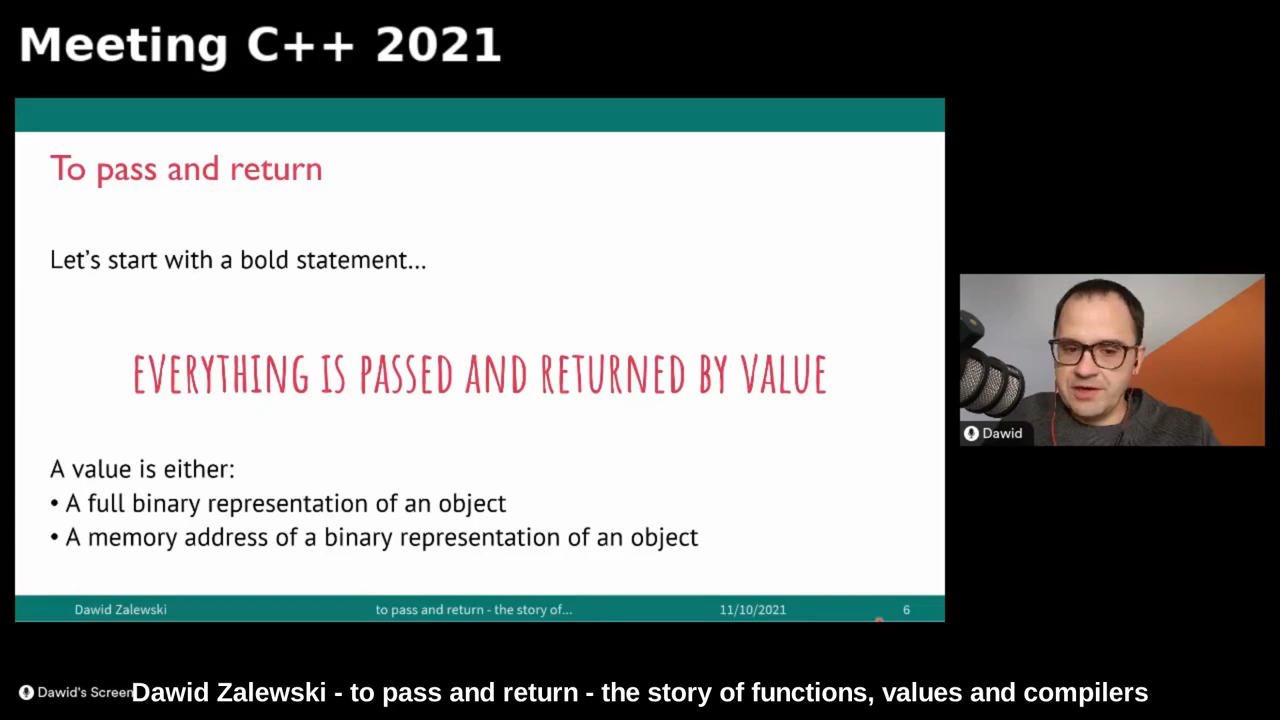 Meeting C++ 2021
To pass and return
Let's start with a bold statement...
EVERYTHING IS PASSED AND RETURNED BY VALUE
A value is either:
• A full binary representation of an object
• A memory address of a binary representation of an object
Dawid Zalewski to pass and return - the story of... 11/10/2021 6
Dawid
Dawid's Screen
Dawid Zalewski - to pass and return - the story of functions, values and compilers